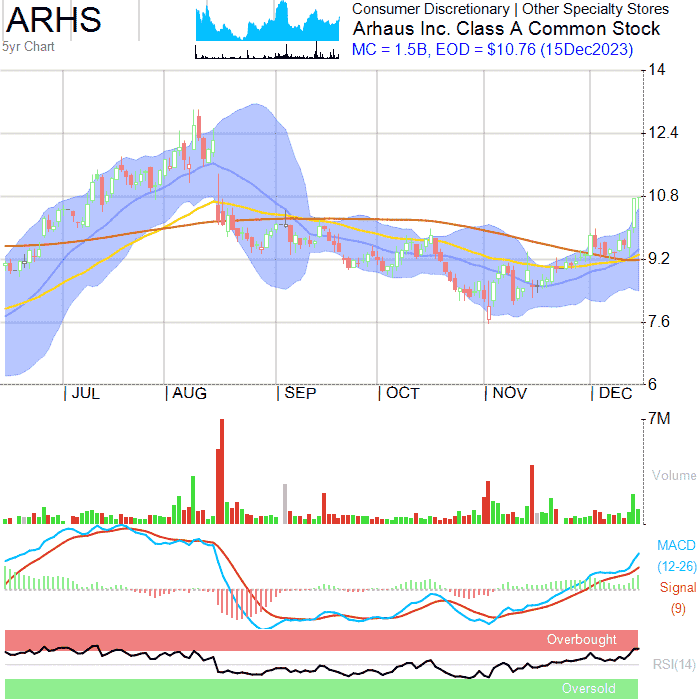 ARHS
5yr Chart
Consumer Discretionary | Other Specialty Stores
Arhaus Inc. Class A Common Stock
MC = 1.5B, EOD = $10.76 (15Dec2023)
14
12.4
10.8
9.2
7.6
6
JUL AUG SEP OCT NOV DEC
7M
Volume
MACD
(12-26)
Signal
(9)
Overbought
RSI(14)
Oversold